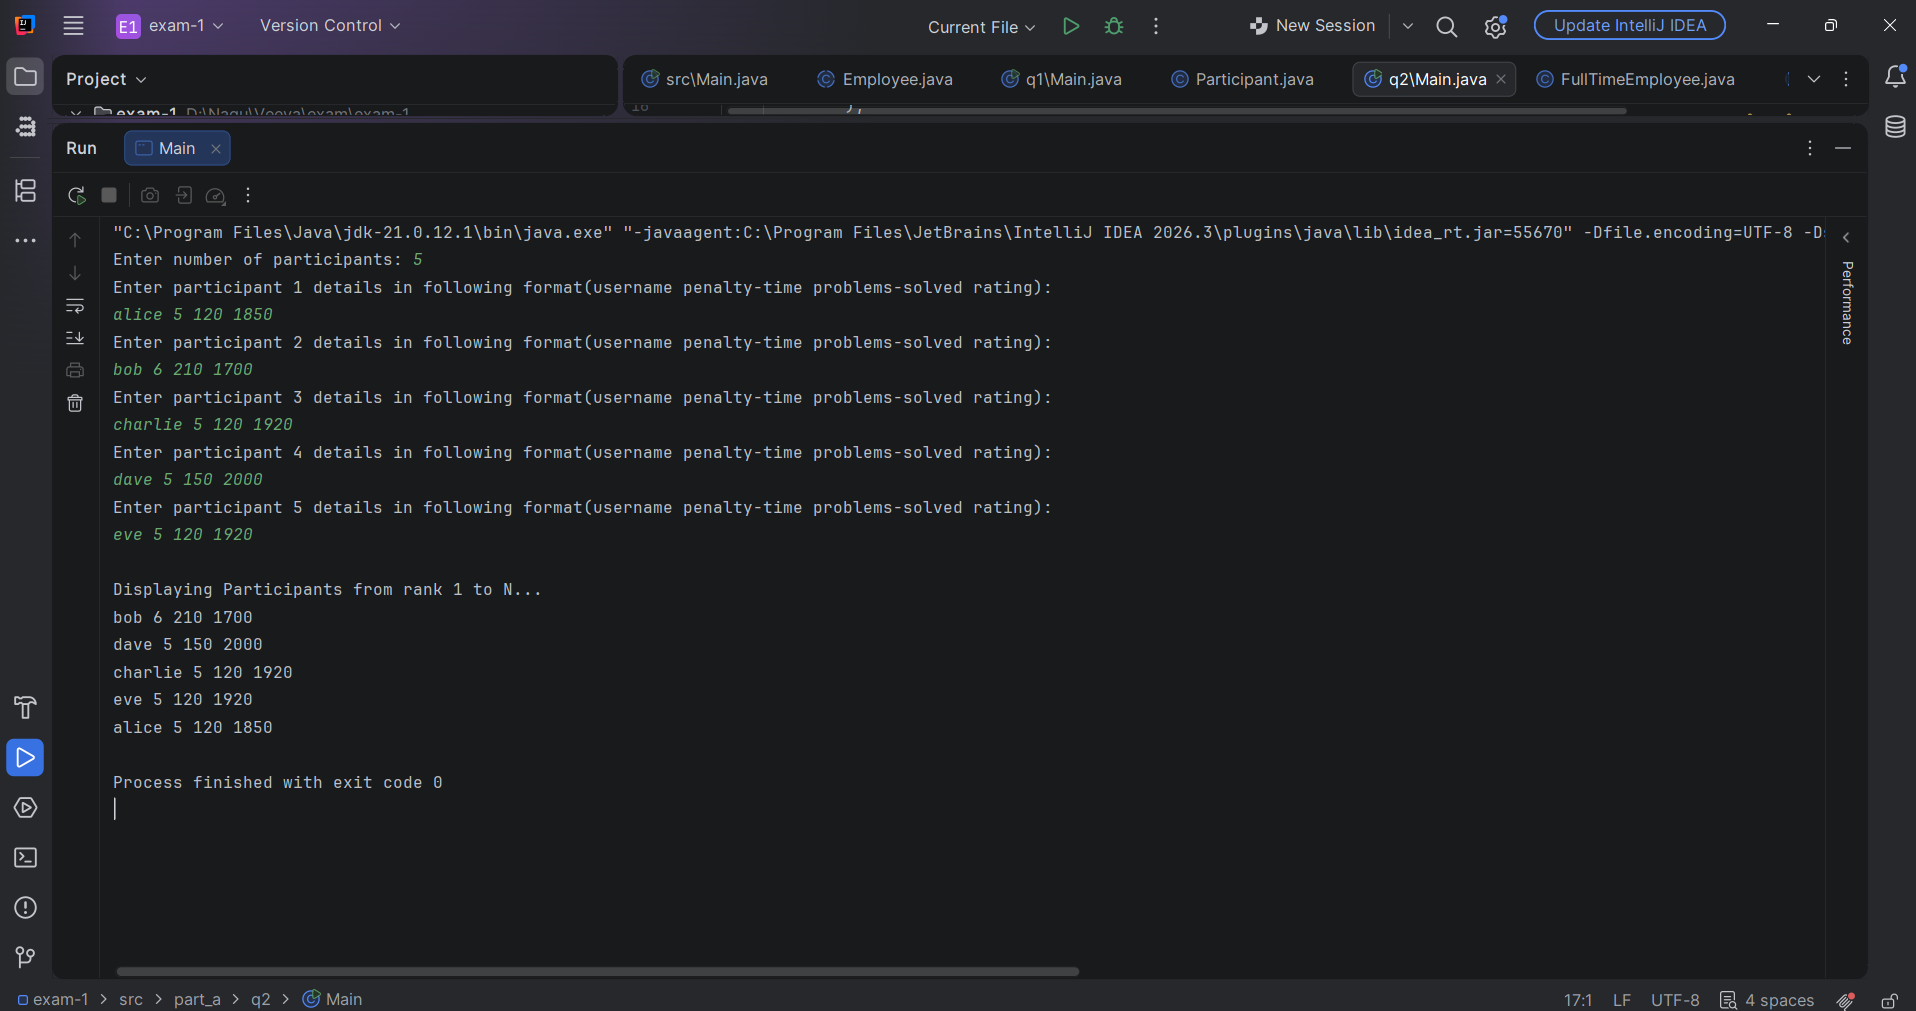 E1 exam-1 Version Control Current File New Session Update IntelliJ IDEA
Project src\Main.java Employee.java q1\Main.java Participant.java q2\Main.java FullTimeEmployee.java
exam-1 D:\Nagu\Veeva\exam\exam-1
Run Main
"C:\Program Files\Java\jdk-21.0.12.1\bin\java.exe" "-javaagent:C:\Program Files\JetBrains\IntelliJ IDEA 2026.3\plugins\java\lib\idea_rt.jar=55670" -Dfile.encoding=UTF-8
Enter number of participants: 5
Enter participant 1 details in following format(username penalty-time problems-solved rating):
alice 5 120 1850
Enter participant 2 details in following format(username penalty-time problems-solved rating):
bob 6 210 1700
Enter participant 3 details in following format(username penalty-time problems-solved rating):
charlie 5 120 1920
Enter participant 4 details in following format(username penalty-time problems-solved rating):
dave 5 150 2000
Enter participant 5 details in following format(username penalty-time problems-solved rating):
eve 5 120 1920
Displaying Participants from rank 1 to N...
bob 6 210 1700
dave 5 150 2000
charlie 5 120 1920
eve 5 120 1920
alice 5 120 1850
Process finished with exit code 0
Performance
exam-1 > src > part_a > q2 > Main 17:1 LF UTF-8 4 spaces